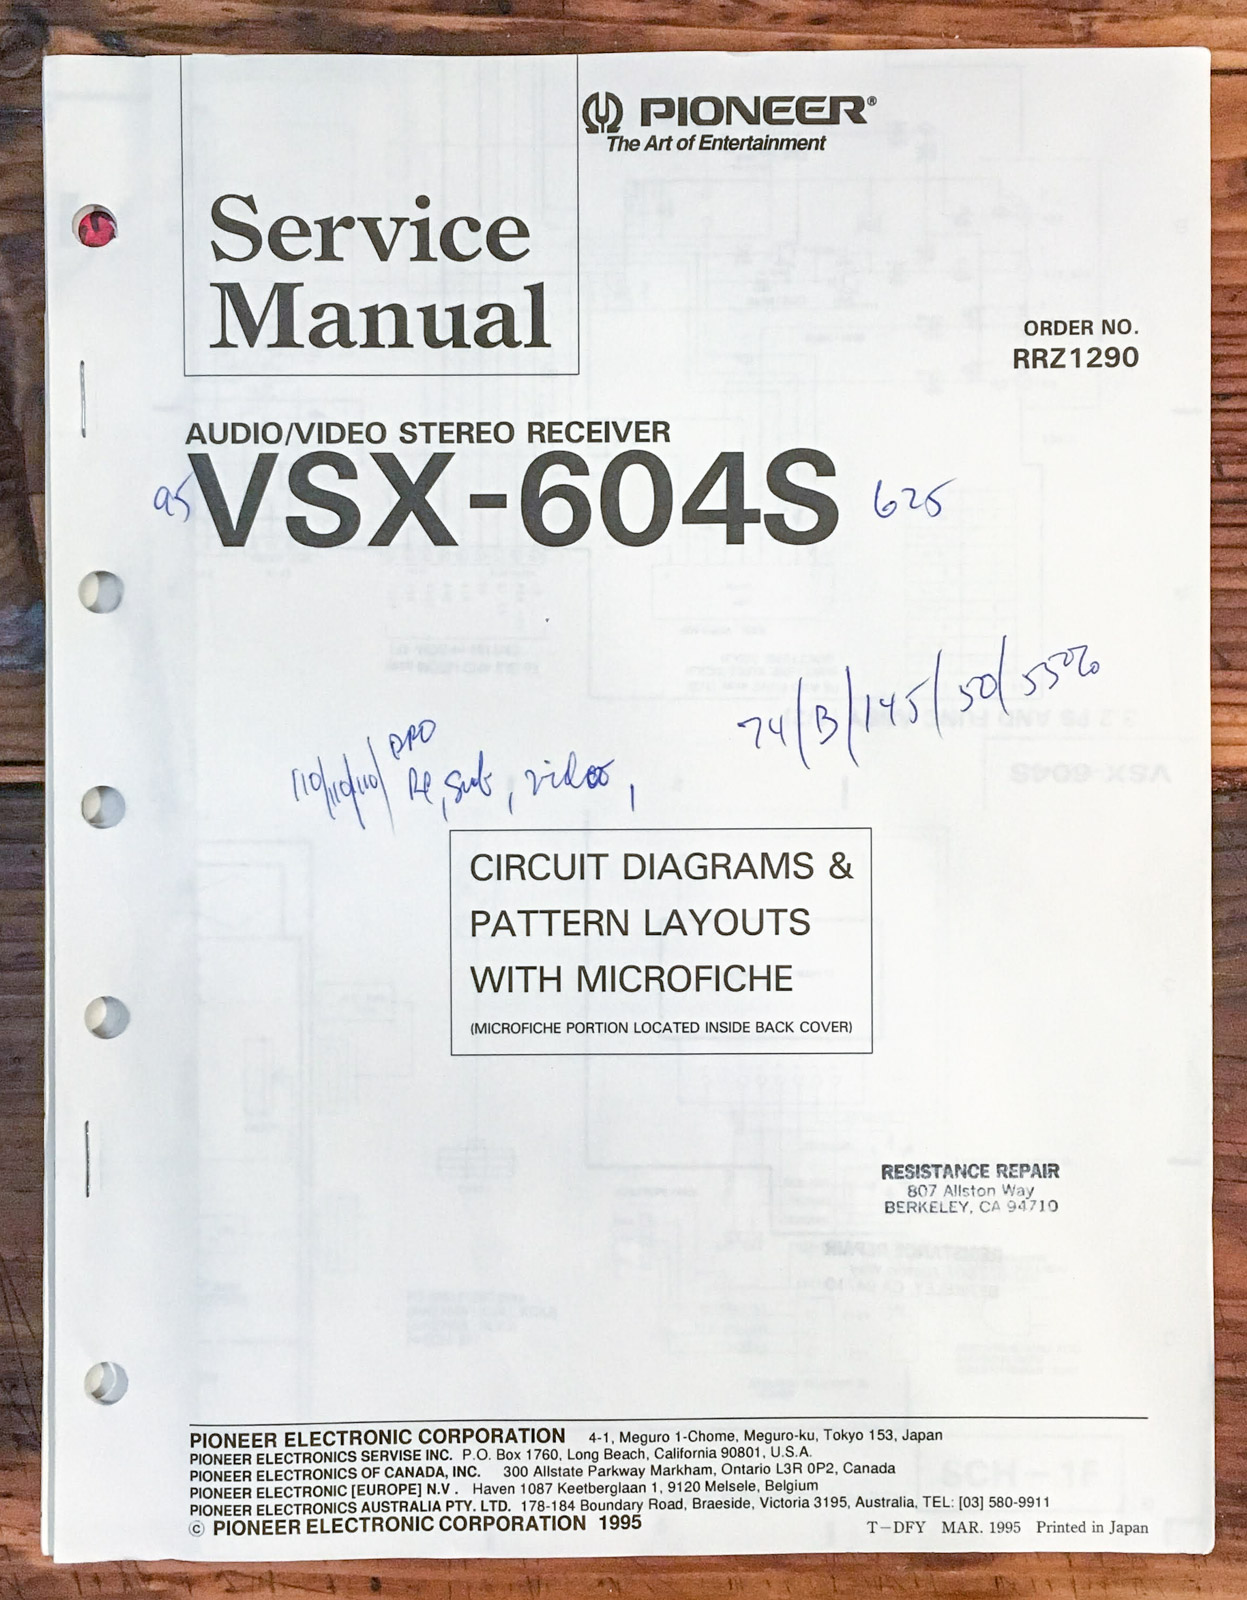 PIONEER®
The Art of Entertainment
Service
Manual
ORDER NO.
RRZ1290
AUDIO/VIDEO STEREO RECEIVER
95 VSX-604S 625
74/B/145/50/55%
110/110/110/ Re, Sub, video,
CIRCUIT DIAGRAMS &
PATTERN LAYOUTS
WITH MICROFICHE
(MICROFICHE PORTION LOCATED INSIDE BACK COVER)
RESISTANCE REPAIR
807 Allston Way
BERKELEY, CA 94710
PIONEER ELECTRONIC CORPORATION 4-1, Meguro 1-Chome, Meguro-ku, Tokyo 153, Japan
PIONEER ELECTRONICS SERVISE INC. P.O. Box 1760, Long Beach, California 90801, U.S.A.
PIONEER ELECTRONICS OF CANADA, INC. 300 Allstate Parkway Markham, Ontario L3R 0P2, Canada
PIONEER ELECTRONIC [EUROPE] N.V. Haven 1087 Keetberglaan 1, 9120 Melsele, Belgium
PIONEER ELECTRONICS AUSTRALIA PTY. LTD. 178-184 Boundary Road, Braeside, Victoria 3195, Australia, TEL: [03] 580-9911
© PIONEER ELECTRONIC CORPORATION 1995
T-DFY MAR. 1995 Printed in Japan